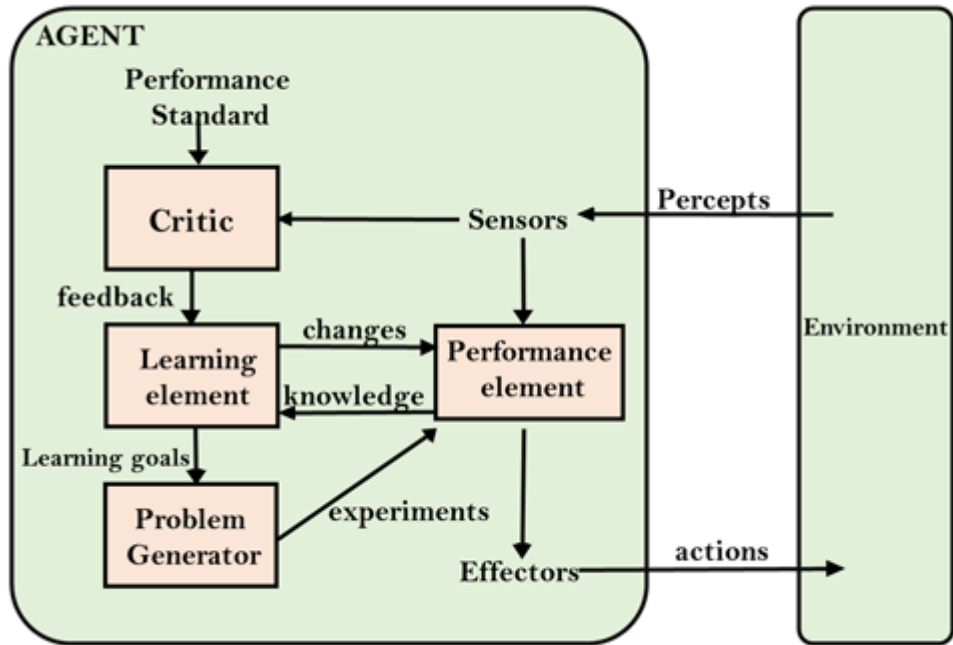 AGENT
Performance
Standard
Critic
Sensors
Percepts
feedback
changes
Environment
Learning
element
Performance
element
knowledge
Learning goals
Problem
Generator
experiments
Effectors
actions